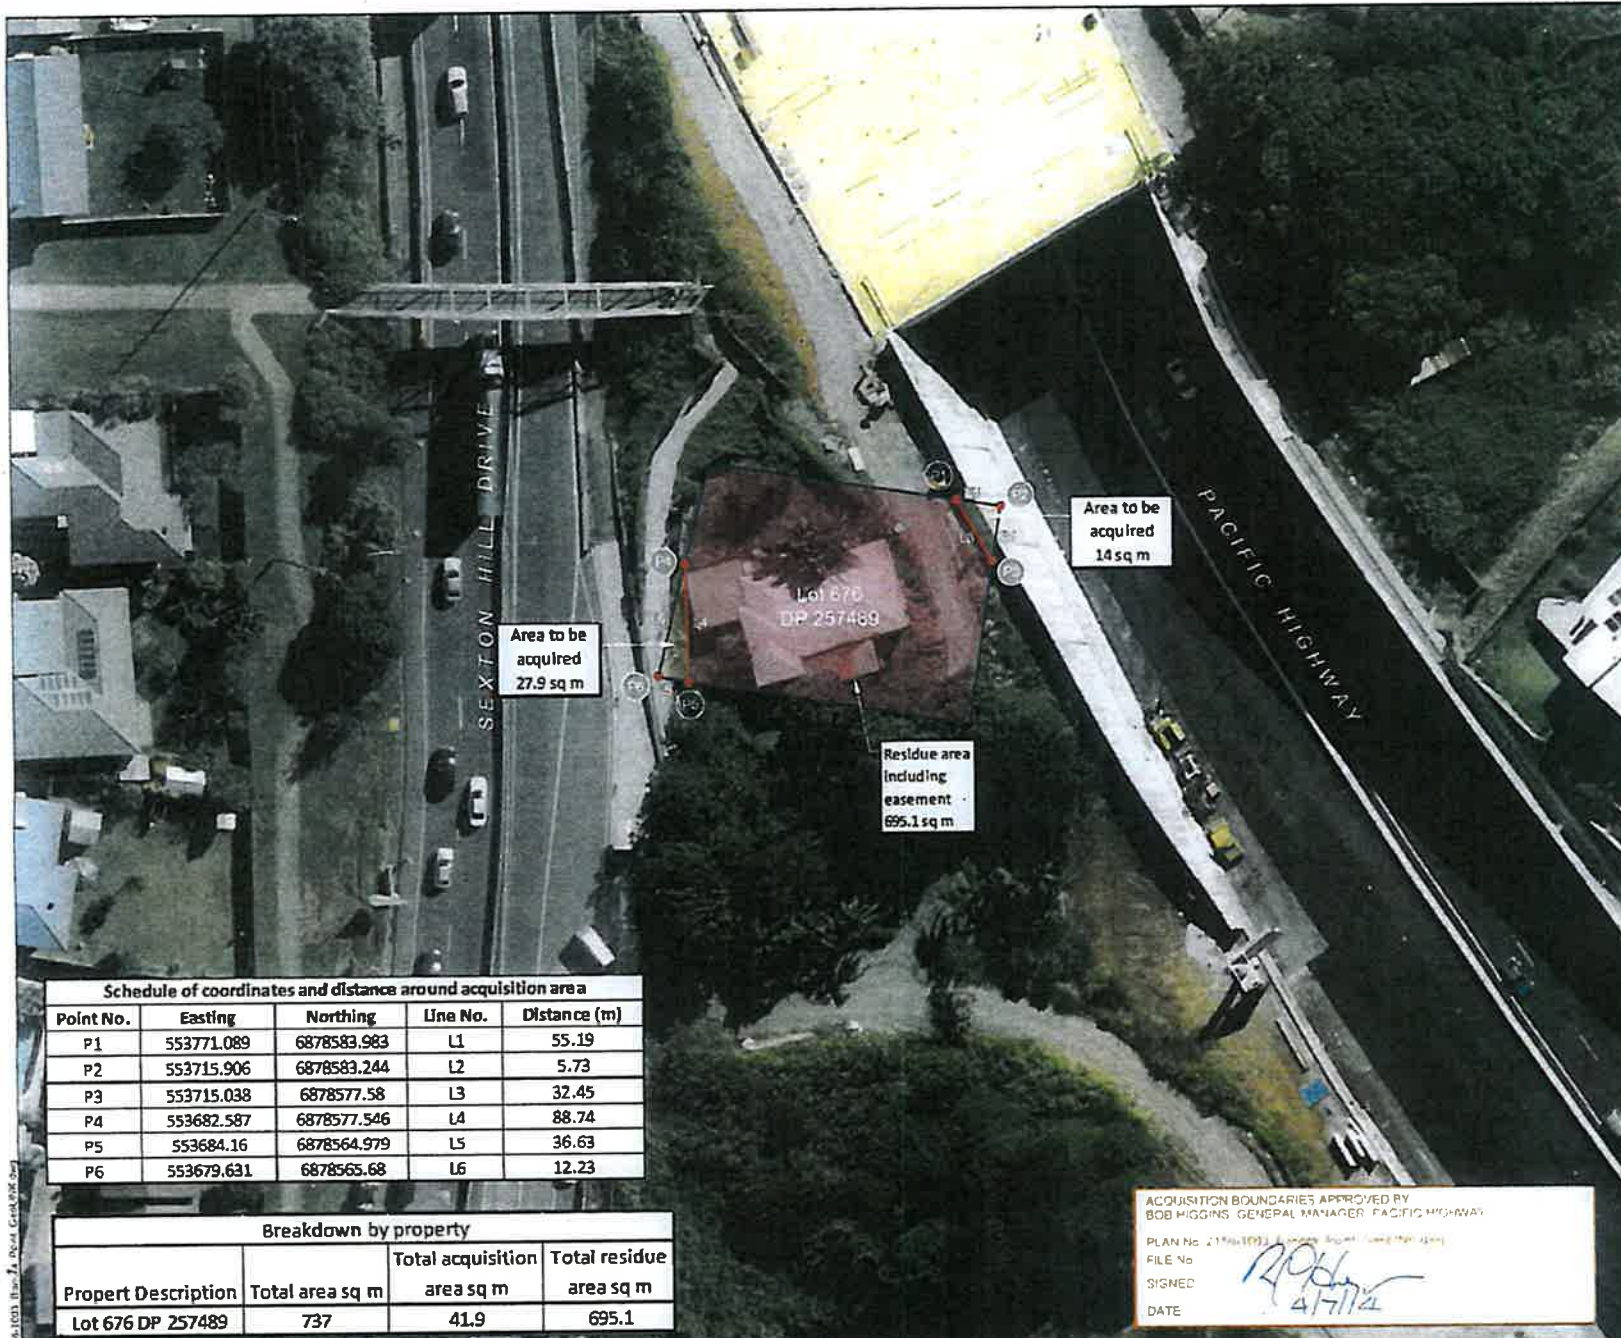 SEXTON HILL DRIVE
PACIFIC HIGHWAY
P2
Area to be
acquired
14 sq m
P4
Lot 676
DP 257489
Area to be
acquired
27.9 sq m
Residue area
including
easement
695.1 sq m
Schedule of coordinates and distance around acquisition area
Point No. Easting Northing Line No. Distance (m)
P1 553771.089 6878583.983 L1 55.19
P2 553715.906 6878583.244 L2 5.73
P3 553715.038 6878577.58 L3 32.45
P4 553682.587 6878577.546 L4 88.74
P5 553684.16 6878564.979 L5 36.63
P6 553679.631 6878565.68 L6 12.23
Breakdown by property
Propert Description Total area sq m Total acquisition area sq m Total residue area sq m
Lot 676 DP 257489 737 41.9 695.1
ACQUISITION BOUNDARIES APPROVED BY
BOB HIGGINS, GENERAL MANAGER, PACIFIC HIGHWAY
PLAN No
FILE No
SIGNED
DATE 4/7/14